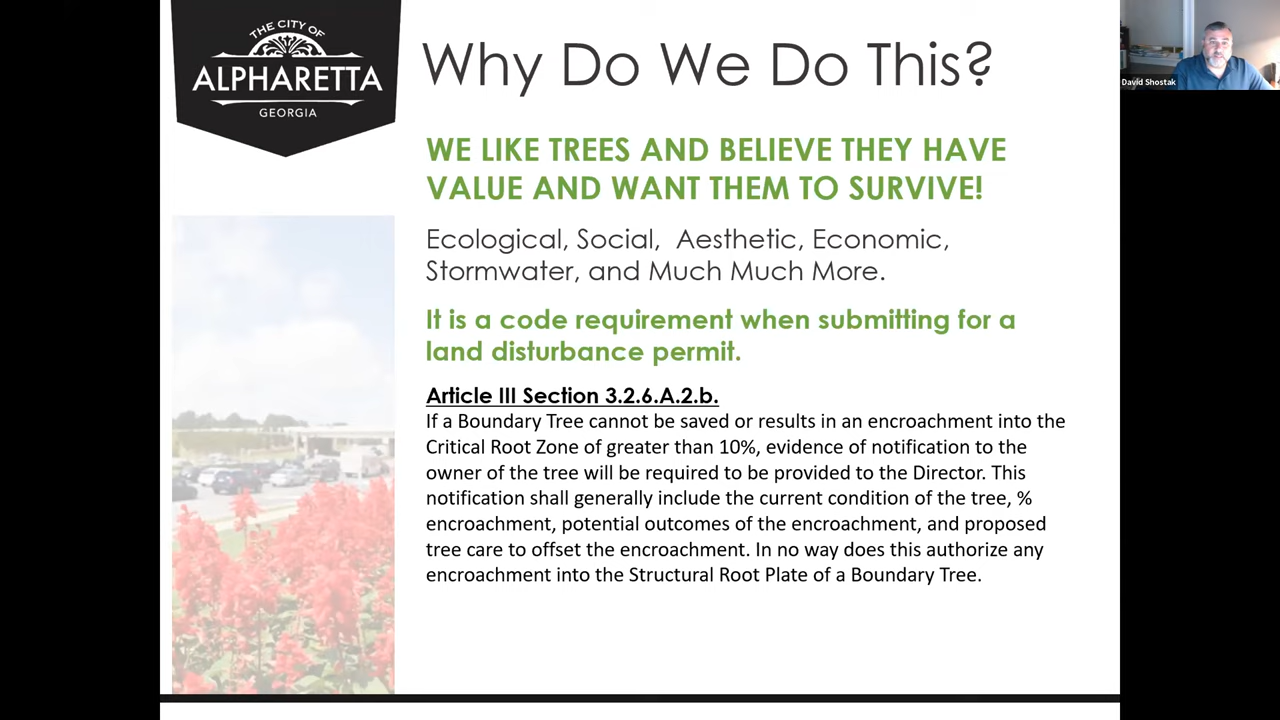 THE CITY OF
ALPHARETTA
GEORGIA
Why Do We Do This?
WE LIKE TREES AND BELIEVE THEY HAVE
VALUE AND WANT THEM TO SURVIVE!
Ecological, Social,  Aesthetic, Economic,
Stormwater, and Much Much More.
It is a code requirement when submitting for a
land disturbance permit.
Article III Section 3.2.6.A.2.b.
If a Boundary Tree cannot be saved or results in an encroachment into the
Critical Root Zone of greater than 10%, evidence of notification to the
owner of the tree will be required to be provided to the Director. This
notification shall generally include the current condition of the tree, %
encroachment, potential outcomes of the encroachment, and proposed
tree care to offset the encroachment. In no way does this authorize any
encroachment into the Structural Root Plate of a Boundary Tree.
David Shostak